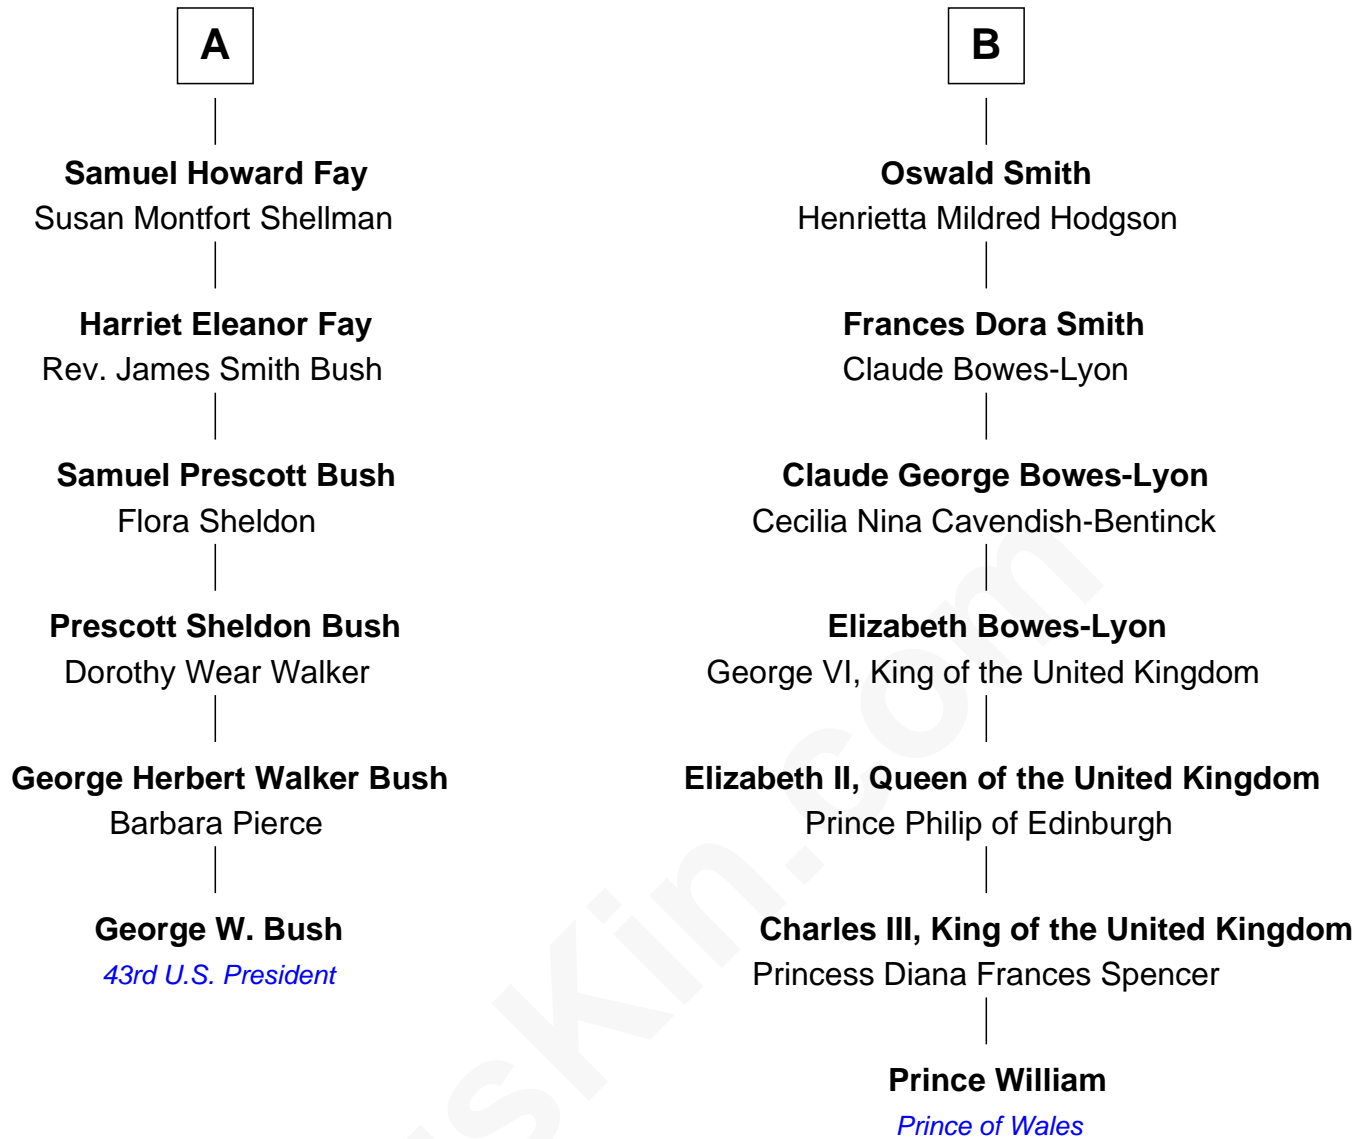 A
Samuel Howard Fay
Susan Montfort Shellman
Harriet Eleanor Fay
Rev. James Smith Bush
Samuel Prescott Bush
Flora Sheldon
Prescott Sheldon Bush
Dorothy Wear Walker
George Herbert Walker Bush
Barbara Pierce
George W. Bush
43rd U.S. President
B
Oswald Smith
Henrietta Mildred Hodgson
Frances Dora Smith
Claude Bowes-Lyon
Claude George Bowes-Lyon
Cecilia Nina Cavendish-Bentinck
Elizabeth Bowes-Lyon
George VI, King of the United Kingdom
Elizabeth II, Queen of the United Kingdom
Prince Philip of Edinburgh
Charles III, King of the United Kingdom
Princess Diana Frances Spencer
Prince William
Prince of Wales